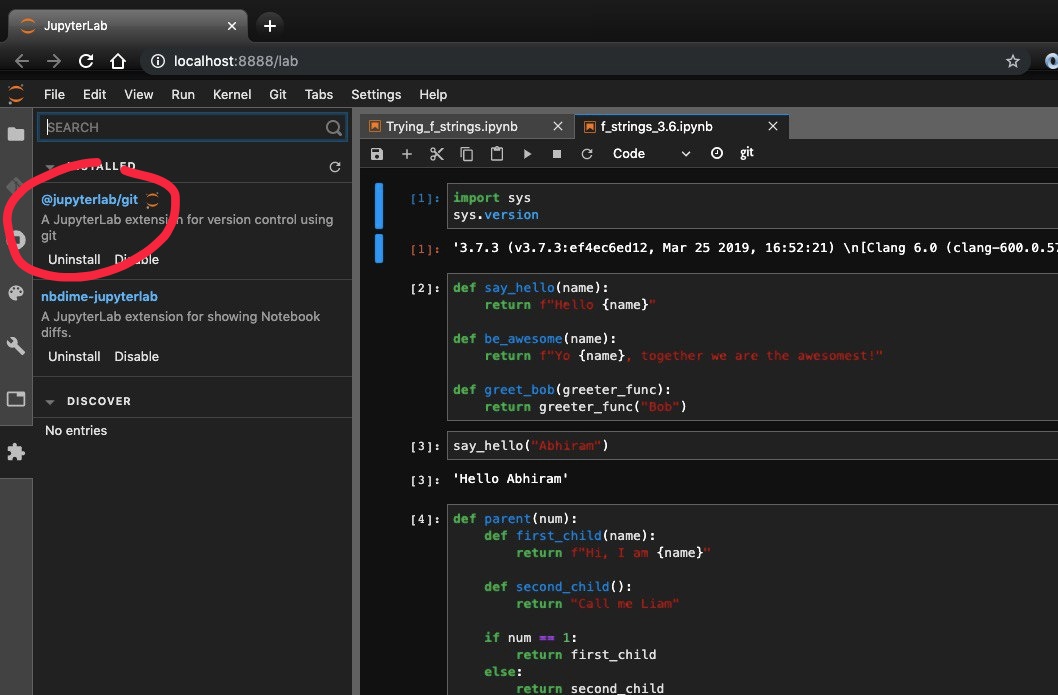 JupyterLab
localhost:8888/lab
File Edit View Run Kernel Git Tabs Settings Help
SEARCH
INSTALLED
@jupyterlab/git
A JupyterLab extension for version control using
git
Uninstall Disable
nbdime-jupyterlab
A JupyterLab extension for showing Notebook
diffs.
Uninstall Disable
DISCOVER
No entries
Trying_f_strings.ipynb f_strings_3.6.ipynb
Code git
[1]: import sys
sys.version
[1]: '3.7.3 (v3.7.3:ef4ec6ed12, Mar 25 2019, 16:52:21) \n[Clang 6.0 (clang-600.0.57
[2]: def say_hello(name):
return f"Hello {name}"
def be_awesome(name):
return f"Yo {name}, together we are the awesomest!"
def greet_bob(greeter_func):
return greeter_func("Bob")
[3]: say_hello("Abhiram")
[3]: 'Hello Abhiram'
[4]: def parent(num):
def first_child(name):
return f"Hi, I am {name}"
def second_child():
return "Call me Liam"
if num == 1:
return first_child
else:
return second_child